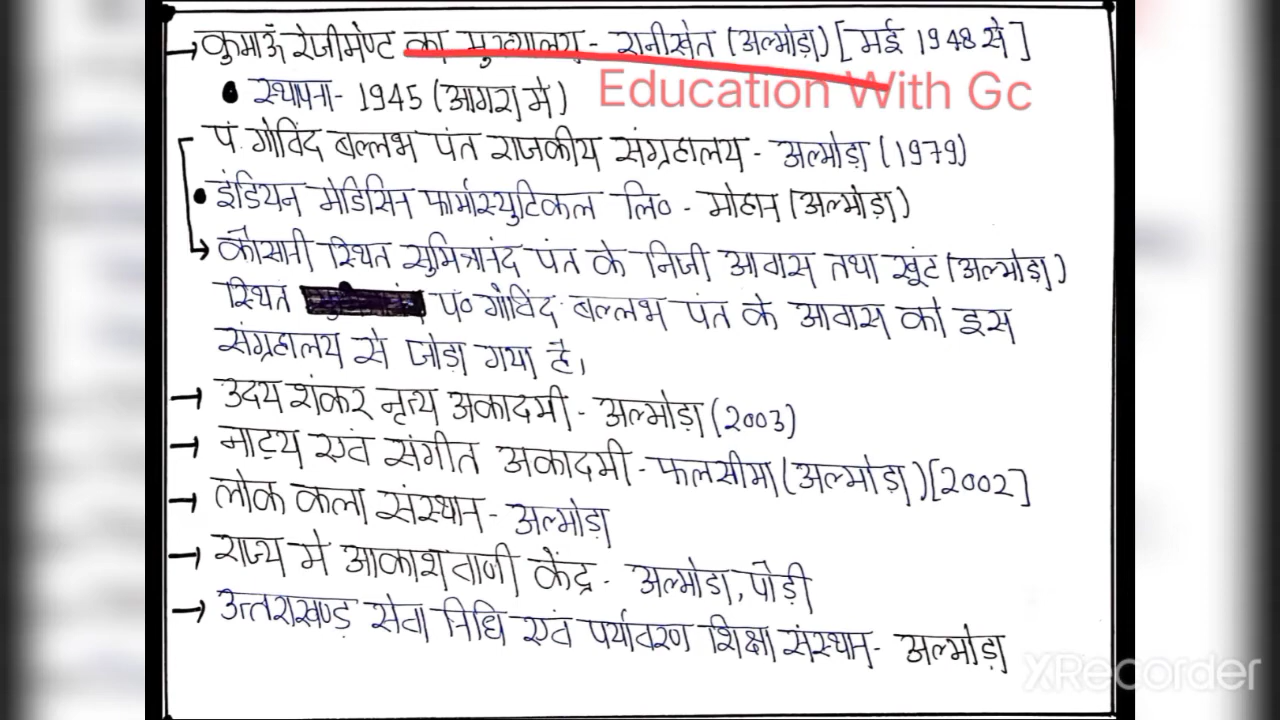 → कुमाऊँ रेजीमेण्ट का मुख्यालय - रानीखेत (अल्मोड़ा) [मई 1948 से]
• स्थापना - 1945 (आगरा में)
Education With Gc
पं. गोविंद बल्लभ पंत राजकीय संग्रहालय - अल्मोड़ा (1979)
• इंडियन मेडिसिन फार्मास्युटिकल लि० - मोहान (अल्मोड़ा)
कौसानी स्थित सुमित्रानंद पंत के निजी आवास तथा खूंट (अल्मोड़ा)
स्थित पं० गोविंद बल्लभ पंत के आवास को इस
संग्रहालय से जोड़ा गया है।
→ उदय शंकर नृत्य अकादमी - अल्मोड़ा (2003)
→ नाट्य एवं संगीत अकादमी - फलसीमा (अल्मोड़ा) [2002]
→ लोक कला संस्थान - अल्मोड़ा
→ राज्य में आकाशवाणी केंद्र - अल्मोडा, पौड़ी
→ उत्तराखण्ड सेवा निधि एवं पर्यावरण शिक्षा संस्थान - अल्मोड़ा
XRecorder